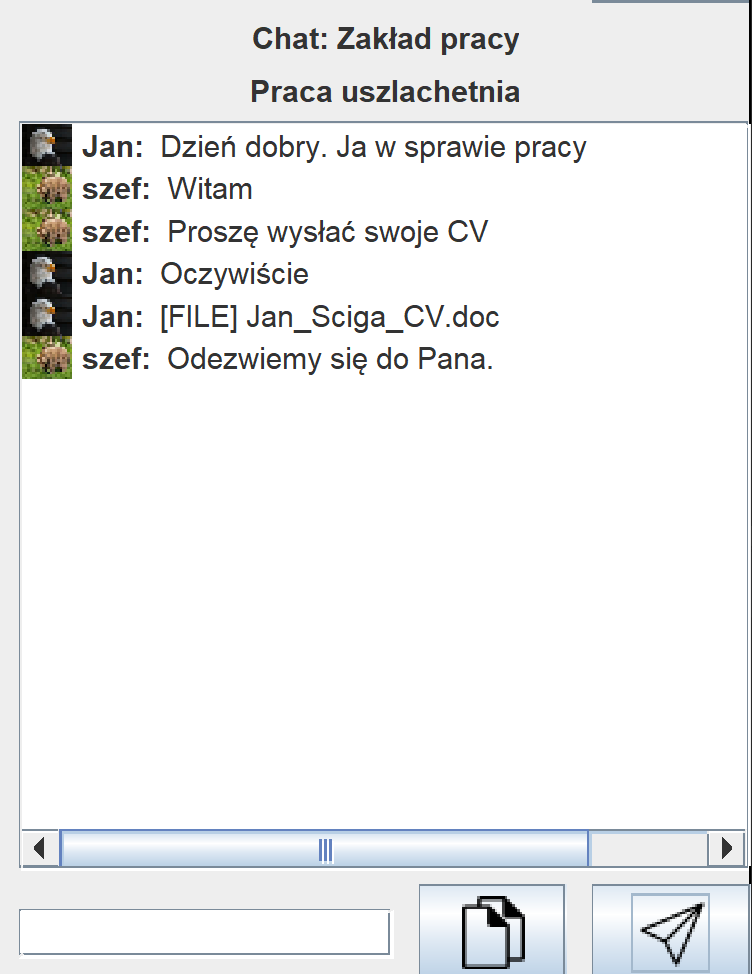 Chat: Zakład pracy
Praca uszlachetnia
Jan: Dzień dobry. Ja w sprawie pracy
szef: Witam
szef: Proszę wysłać swoje CV
Jan: Oczywiście
Jan: [FILE] Jan_Sciga_CV.doc
szef: Odezwiemy się do Pana.